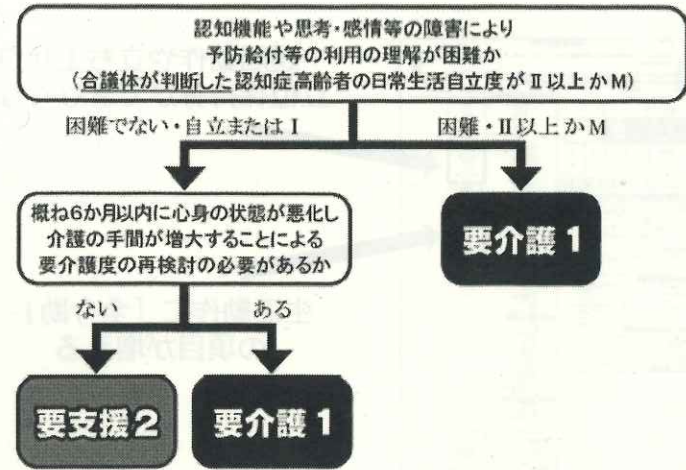 認知機能や思考・感情等の障害により
予防給付等の利用の理解が困難か
(合議体が判断した認知症高齢者の日常生活自立度がⅡ以上かM)
困難でない・自立またはⅠ
困難・Ⅱ以上かM
概ね6か月以内に心身の状態が悪化し
介護の手間が増大することによる
要介護度の再検討の必要があるか
要介護1
ない
ある
要支援2
要介護1